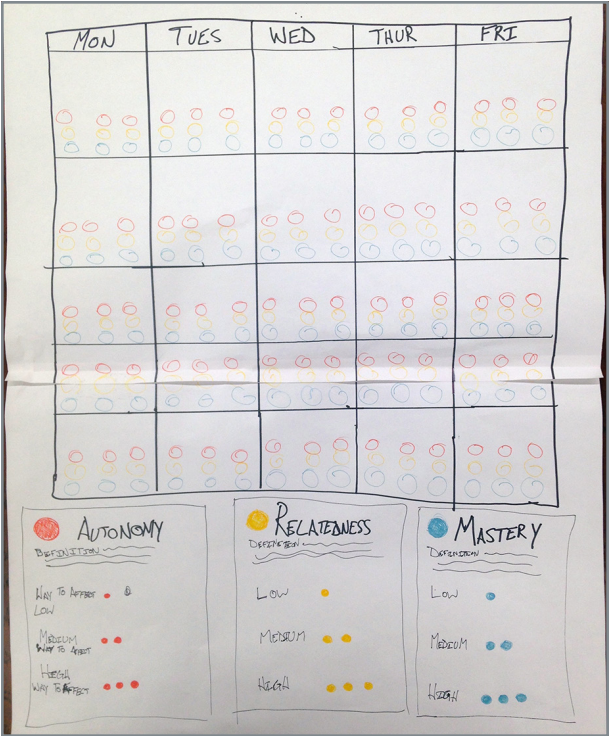 MON TUES WED THUR FRI
AUTONOMY
DEFINITION
WAY TO AFFECT
LOW
MEDIUM
WAY TO AFFECT
HIGH
WAY TO AFFECT
RELATEDNESS
DEFINITION
LOW
MEDIUM
HIGH
MASTERY
DEFINITION
LOW
MEDIUM
HIGH